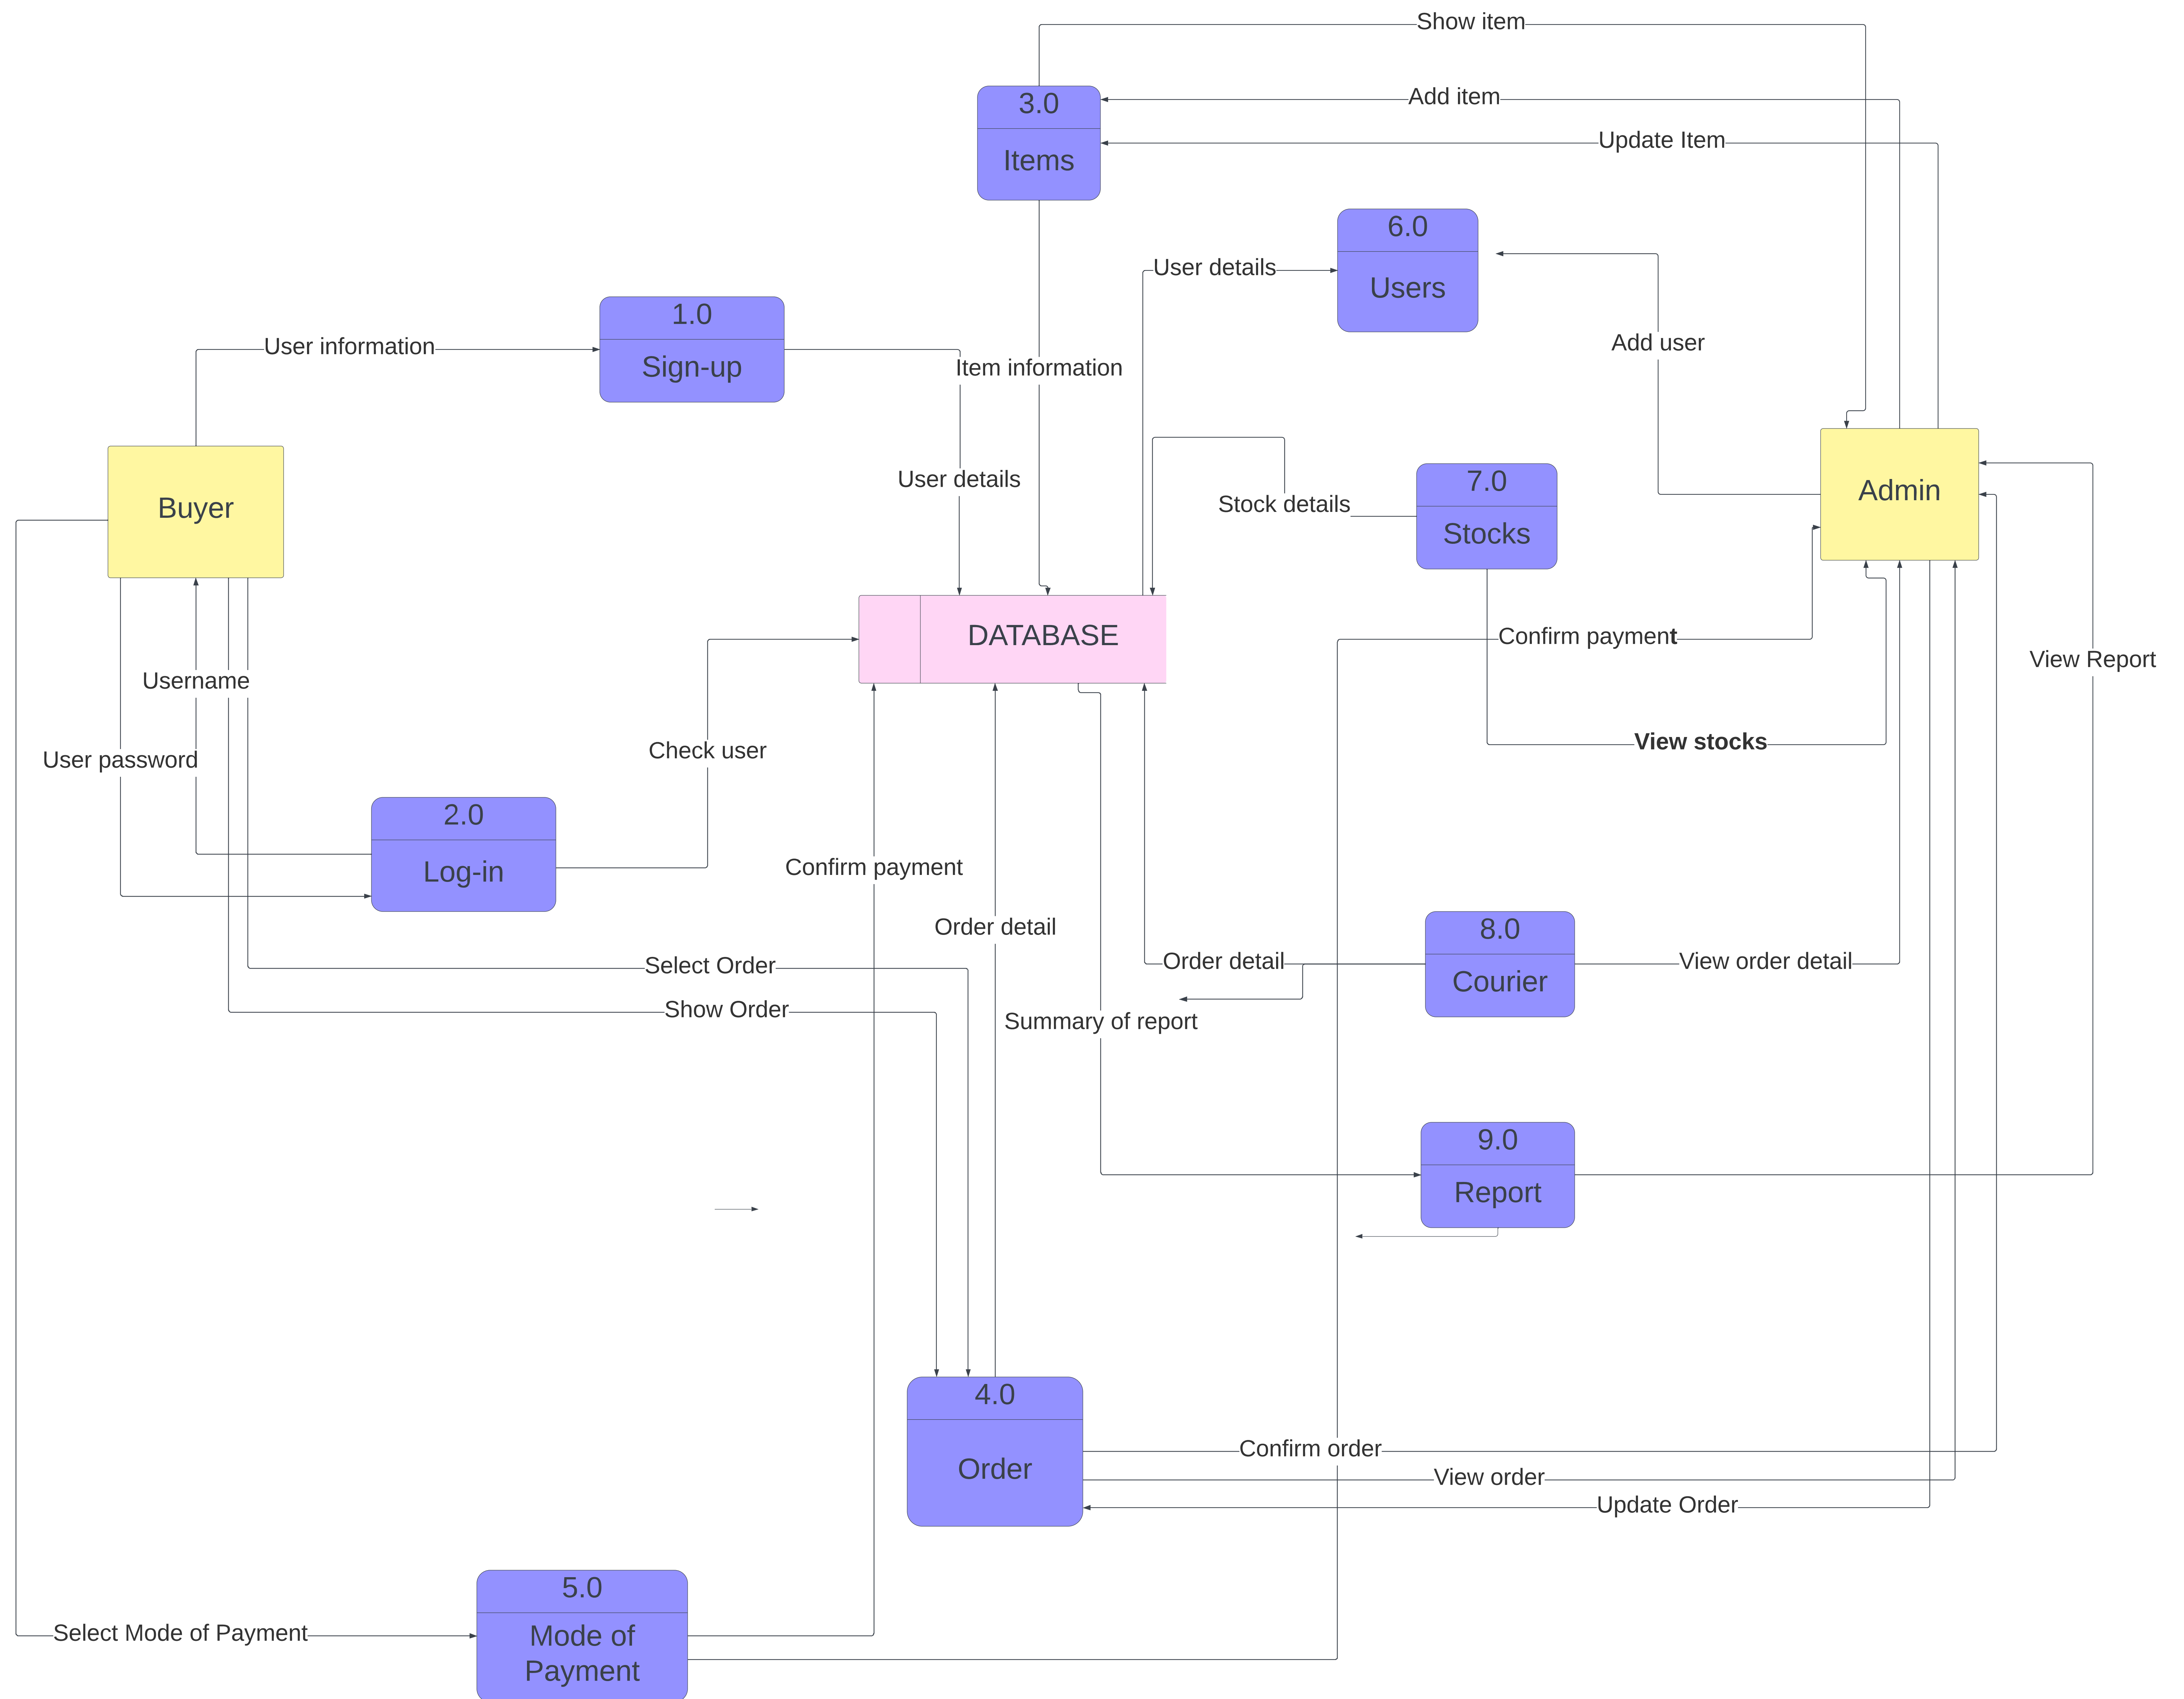 Show item
3.0
Items
Add item
Update Item
6.0
Users
User details
1.0
Sign-up
User information
Item information
Add user
User details
Buyer
7.0
Stocks
Stock details
Admin
DATABASE
Confirm payment
View Report
Username
User password
Check user
View stocks
2.0
Log-in
Confirm payment
Order detail
8.0
Courier
Order detail
View order detail
Select Order
Show Order
Summary of report
9.0
Report
4.0
Order
Confirm order
View order
Update Order
5.0
Mode of
Payment
Select Mode of Payment